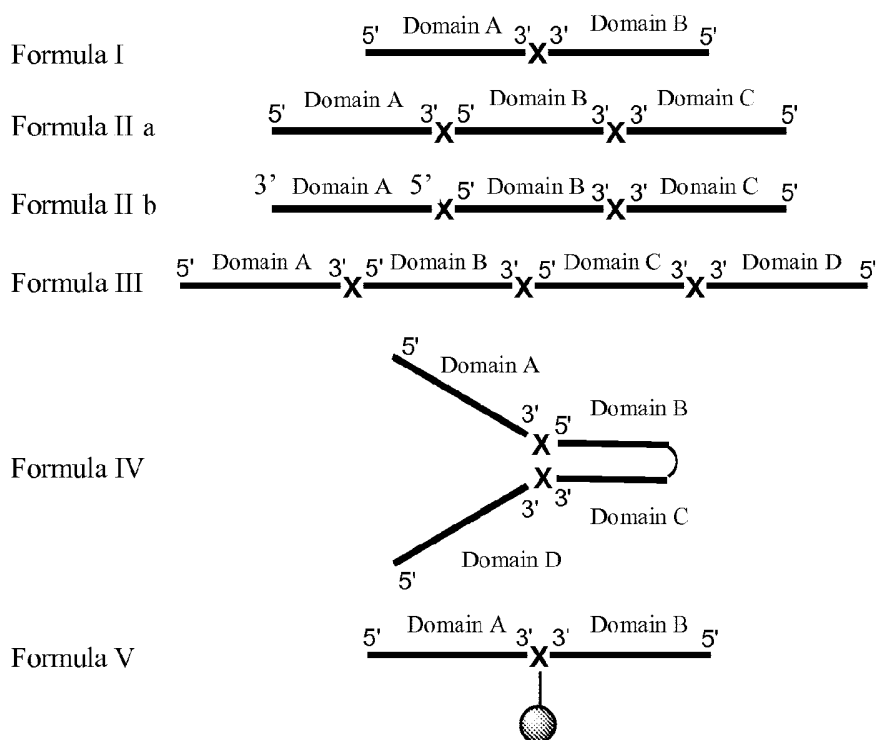 Formula I 5' Domain A 3' X 3' Domain B 5'
Formula II a 5' Domain A 3' X 5' Domain B 3' X 3' Domain C 5'
Formula II b 3’ Domain A 5’ X 5' Domain B 3' X 3' Domain C 5'
Formula III 5' Domain A 3' X 5' Domain B 3' X 5' Domain C 3' X 3' Domain D 5'
5'
Domain A
3' 5' Domain B
X
Formula IV
X
3' 3' Domain C
Domain D
5'
Formula V 5' Domain A 3' X 3' Domain B 5'